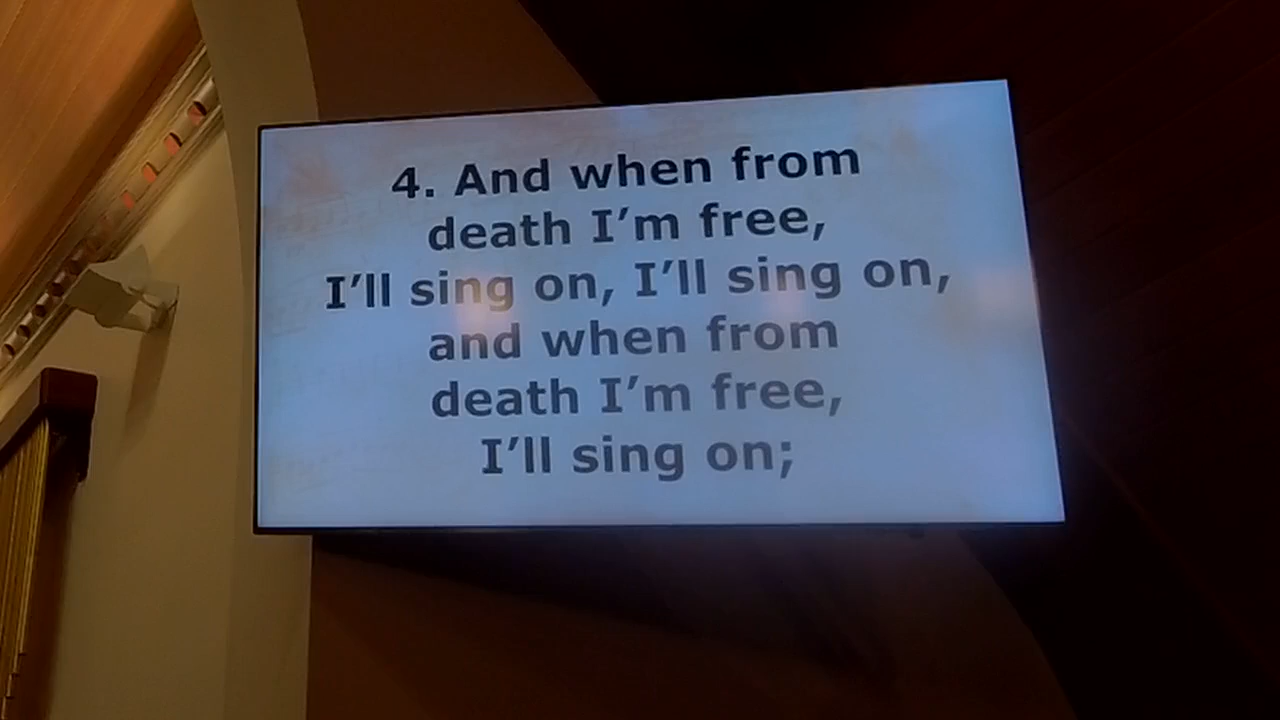 4. And when from
death I’m free,
I’ll sing on, I’ll sing on,
and when from
death I’m free,
I’ll sing on;